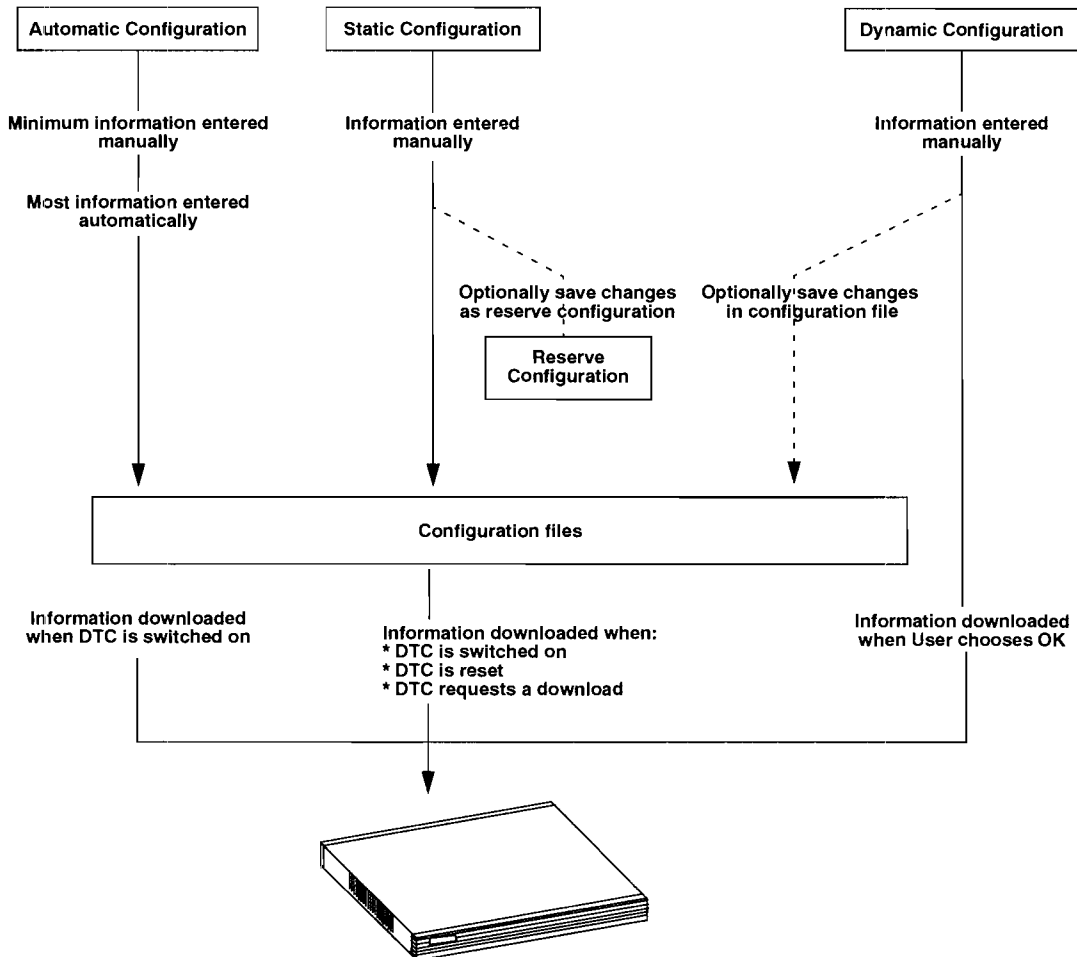 Automatic Configuration
Static Configuration
Dynamic Configuration
Minimum information entered
manually
Information entered
manually
Information entered
manually
Most information entered
automatically
Optionally save changes
as reserve configuration
Optionally save changes
in configuration file
Reserve
Configuration
Configuration files
Information downloaded
when DTC is switched on
Information downloaded when:
* DTC is switched on
* DTC is reset
* DTC requests a download
Information downloaded
when User chooses OK